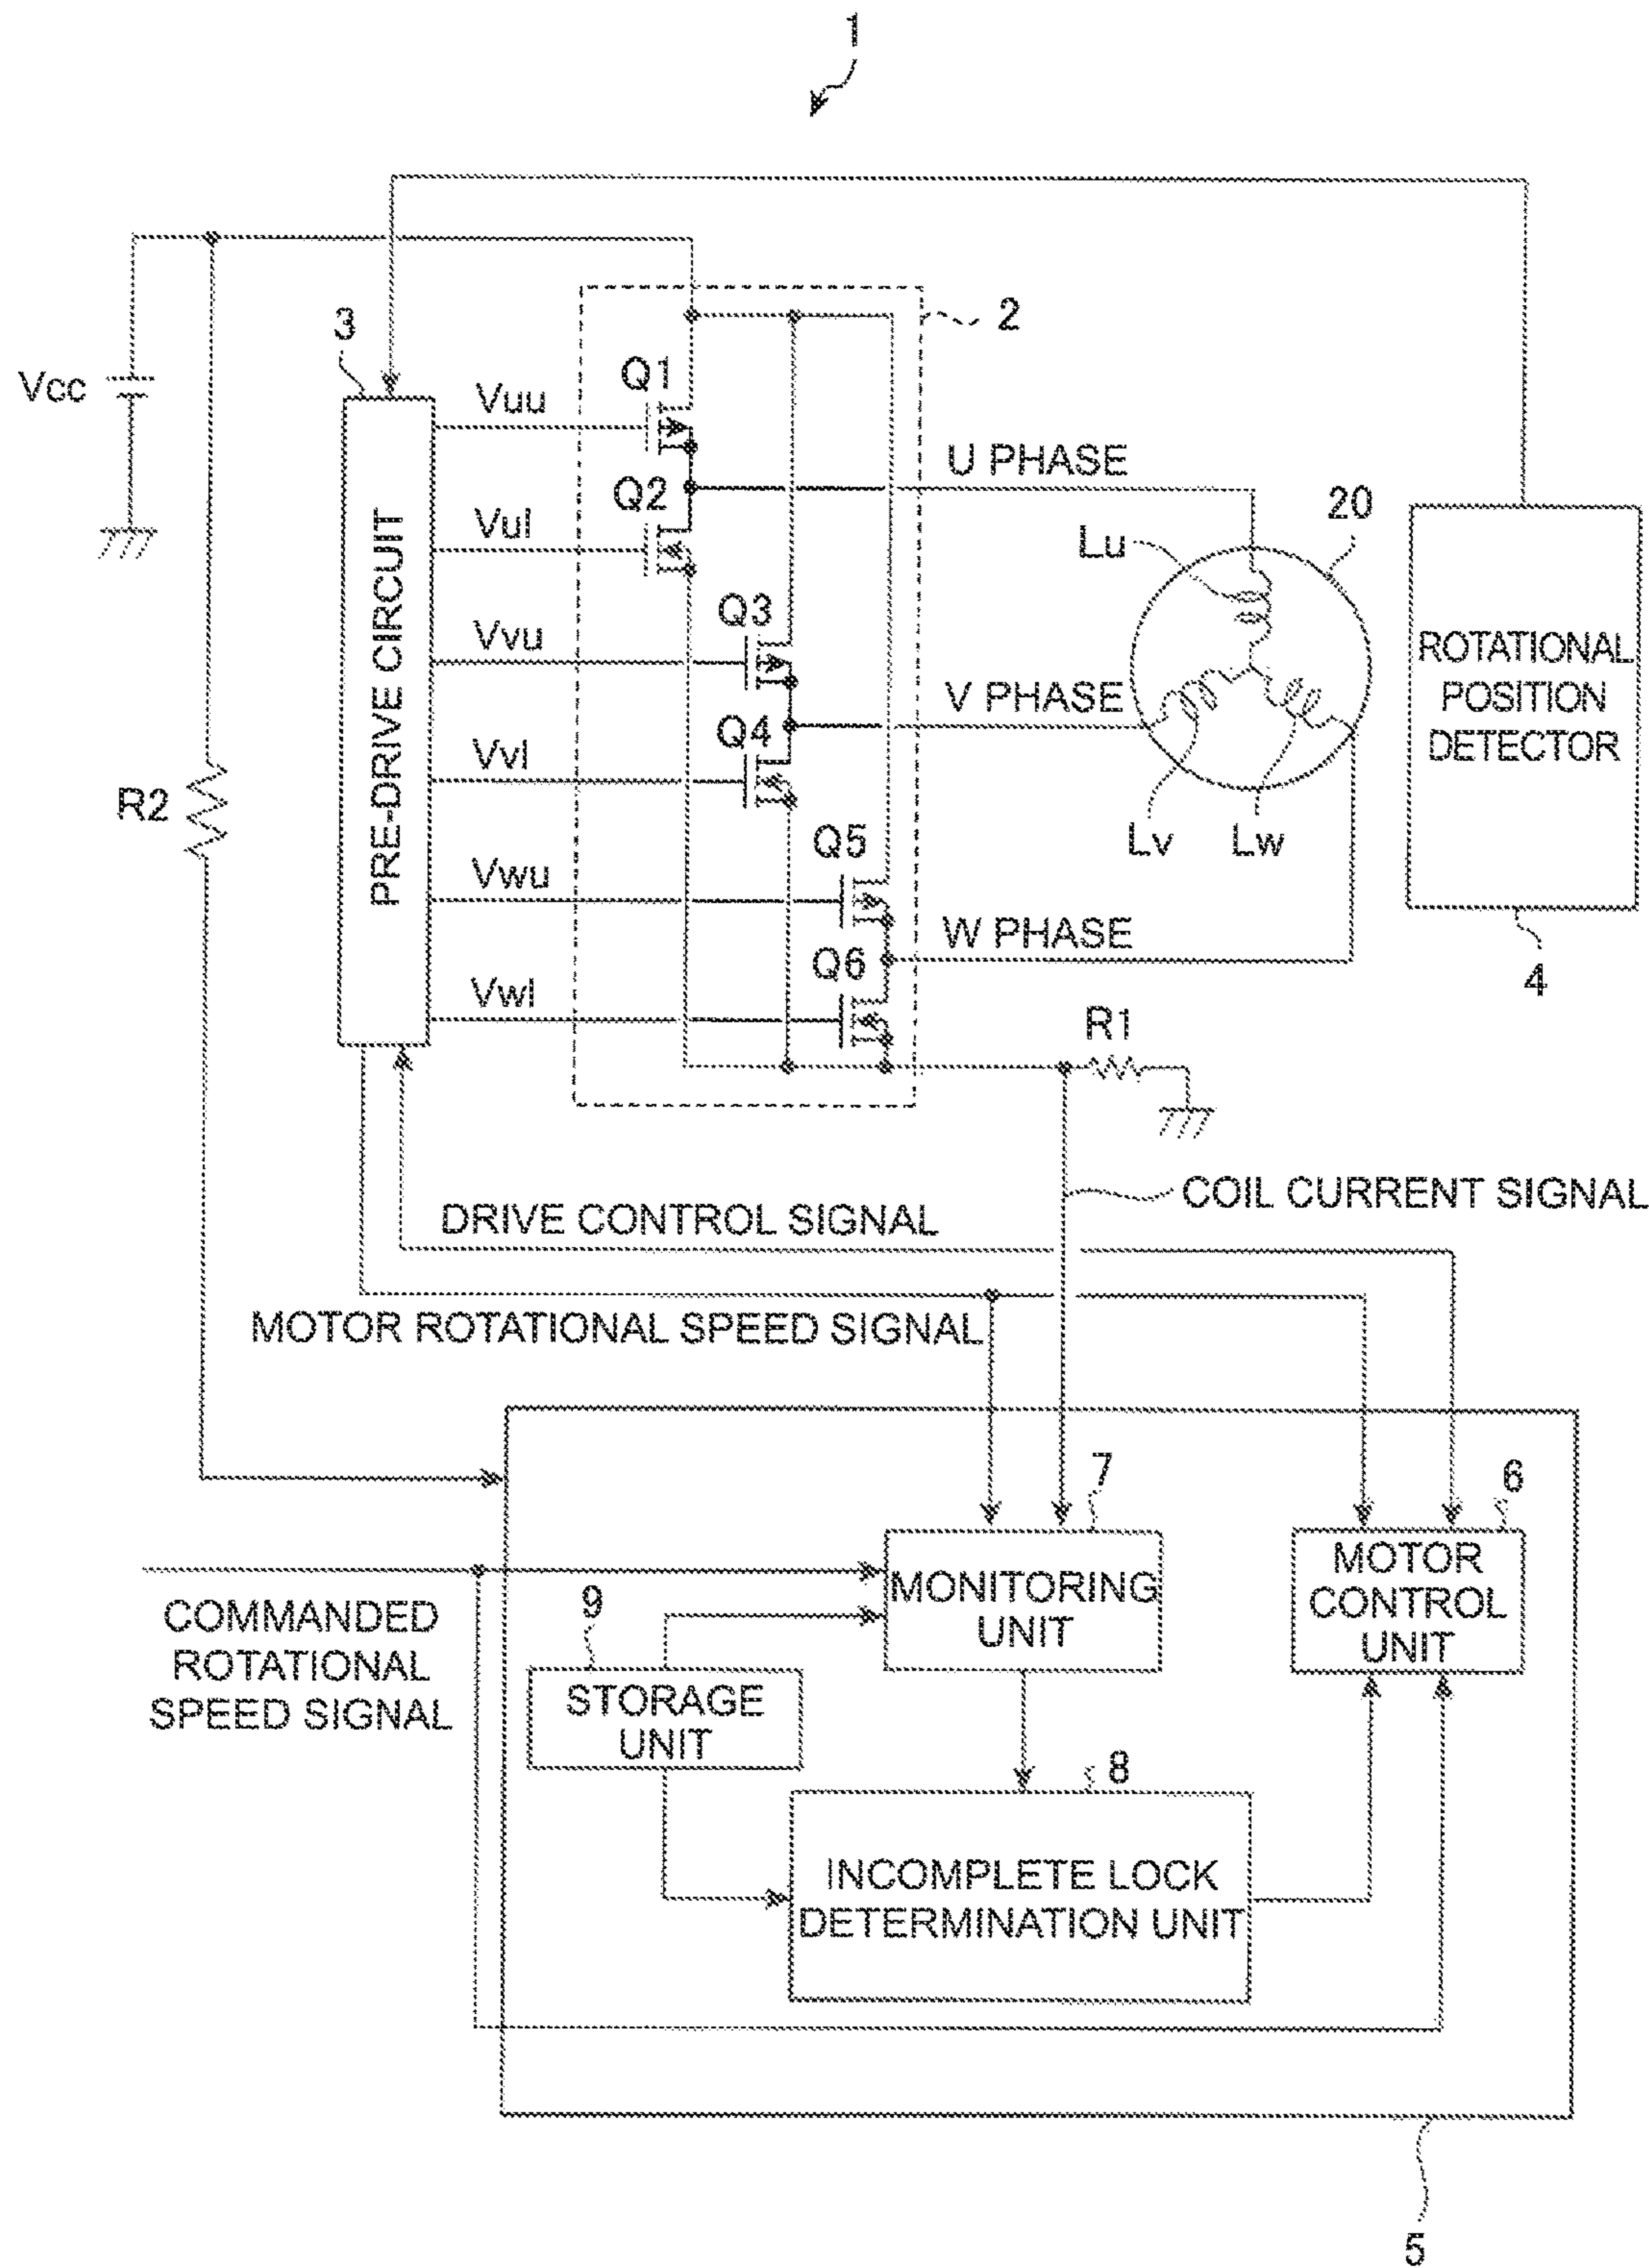 1
Vcc
3
2
PRE-DRIVE CIRCUIT
Vuu
Vul
Vvu
Vvl
Vwu
Vwl
Q1
Q2
Q3
Q4
Q5
Q6
U PHASE
V PHASE
W PHASE
20
Lu
Lv
Lw
ROTATIONAL
POSITION
DETECTOR
4
R2
R1
COIL CURRENT SIGNAL
DRIVE CONTROL SIGNAL
MOTOR ROTATIONAL SPEED SIGNAL
7
6
MONITORING
UNIT
MOTOR
CONTROL
UNIT
COMMANDED
ROTATIONAL
SPEED SIGNAL
9
STORAGE
UNIT
8
INCOMPLETE LOCK
DETERMINATION UNIT
5